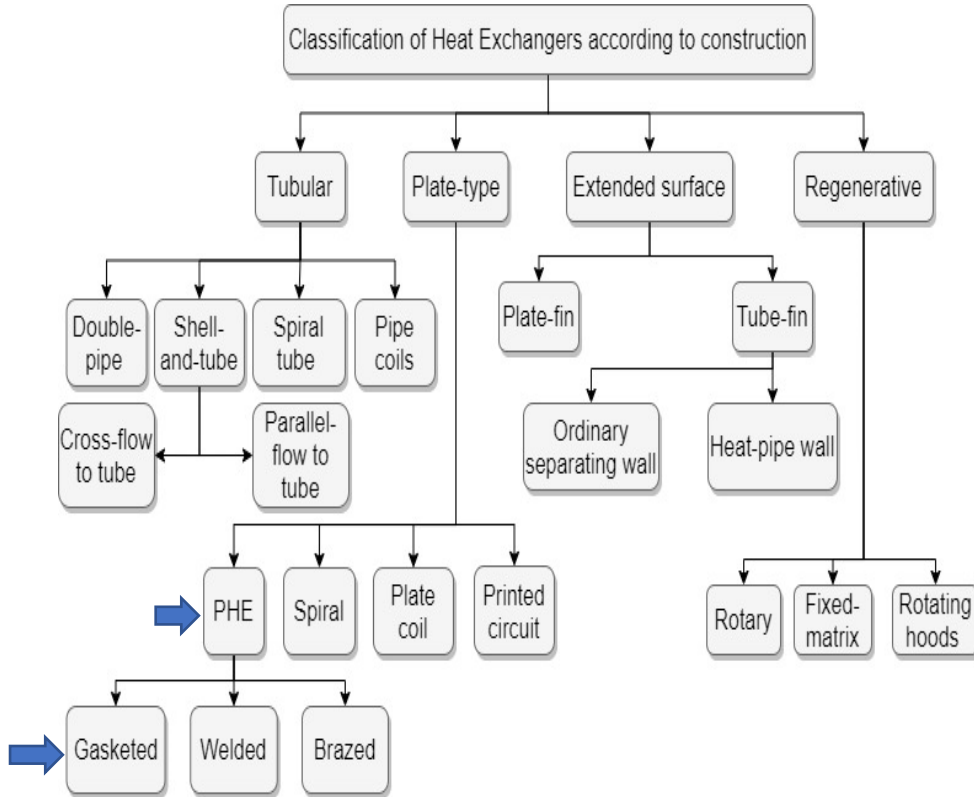 Classification of Heat Exchangers according to construction
Tubular
Plate-type
Extended surface
Regenerative
Double-
pipe
Shell-
and-tube
Spiral
tube
Pipe
coils
Plate-fin
Tube-fin
Cross-flow
to tube
Parallel-
flow to
tube
Ordinary
separating wall
Heat-pipe wall
PHE
Spiral
Plate
coil
Printed
circuit
Rotary
Fixed-
matrix
Rotating
hoods
Gasketed
Welded
Brazed